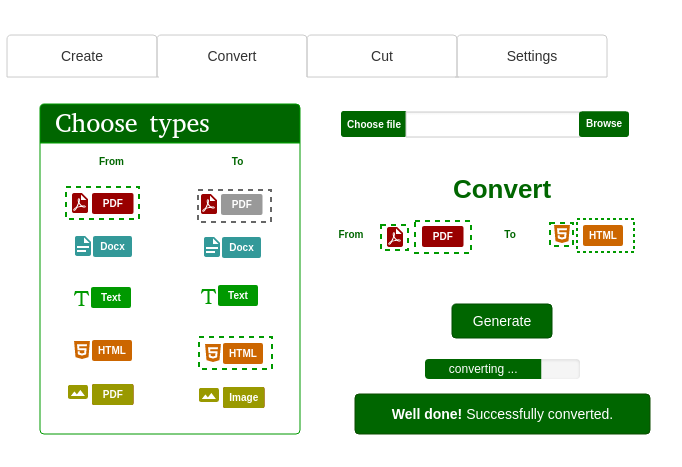 Create Convert Cut Settings
Choose types
From To
PDF PDF
Docx Docx
Text Text
HTML HTML
PDF Image
Choose file Browse
Convert
From PDF To HTML
Generate
converting ...
Well done! Successfully converted.